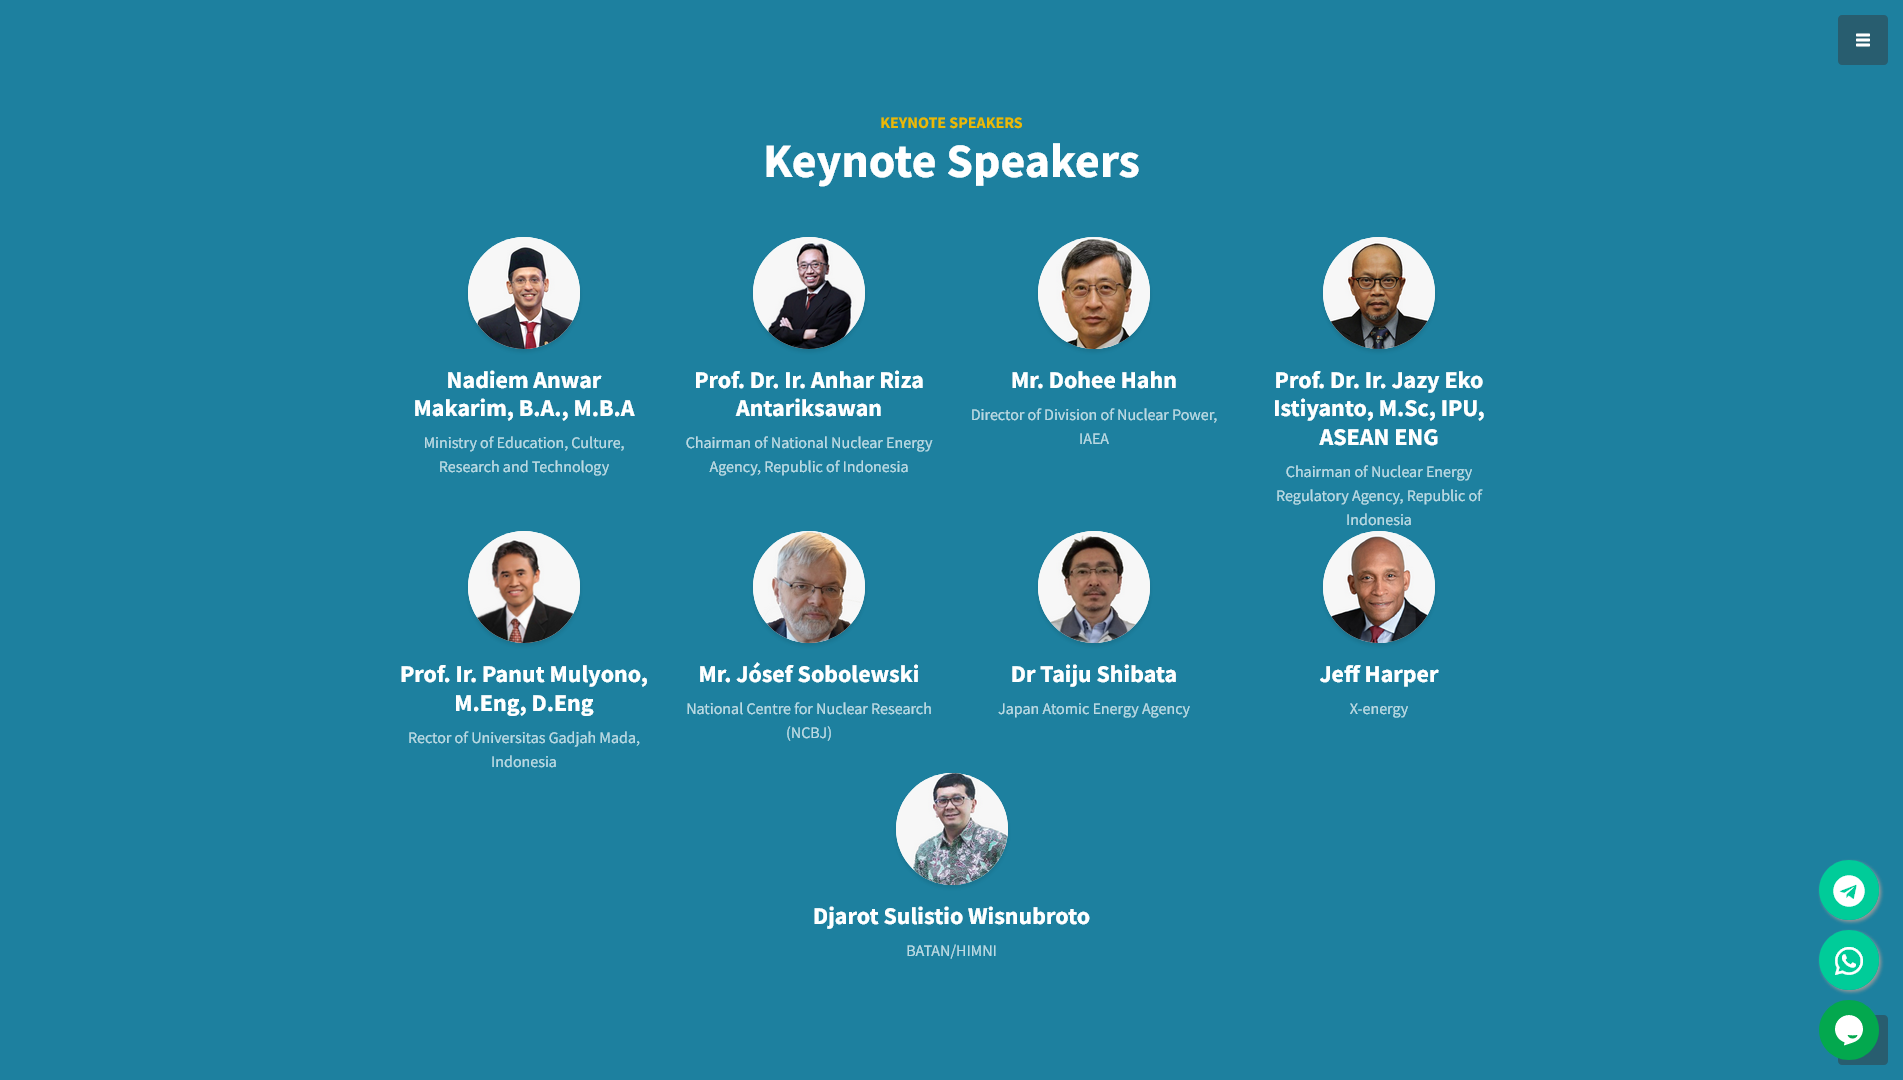 KEYNOTE SPEAKERS
Keynote Speakers
Nadiem Anwar
Makarim, B.A., M.B.A
Ministry of Education, Culture,
Research and Technology
Prof. Dr. Ir. Anhar Riza
Antariksawan
Chairman of National Nuclear Energy
Agency, Republic of Indonesia
Mr. Dohee Hahn
Director of Division of Nuclear Power,
IAEA
Prof. Dr. Ir. Jazy Eko
Istiyanto, M.Sc, IPU,
ASEAN ENG
Chairman of Nuclear Energy
Regulatory Agency, Republic of
Indonesia
Prof. Ir. Panut Mulyono,
M.Eng, D.Eng
Rector of Universitas Gadjah Mada,
Indonesia
Mr. Jósef Sobolewski
National Centre for Nuclear Research
(NCBJ)
Dr Taiju Shibata
Japan Atomic Energy Agency
Jeff Harper
X-energy
Djarot Sulistio Wisnubroto
BATAN/HIMNI